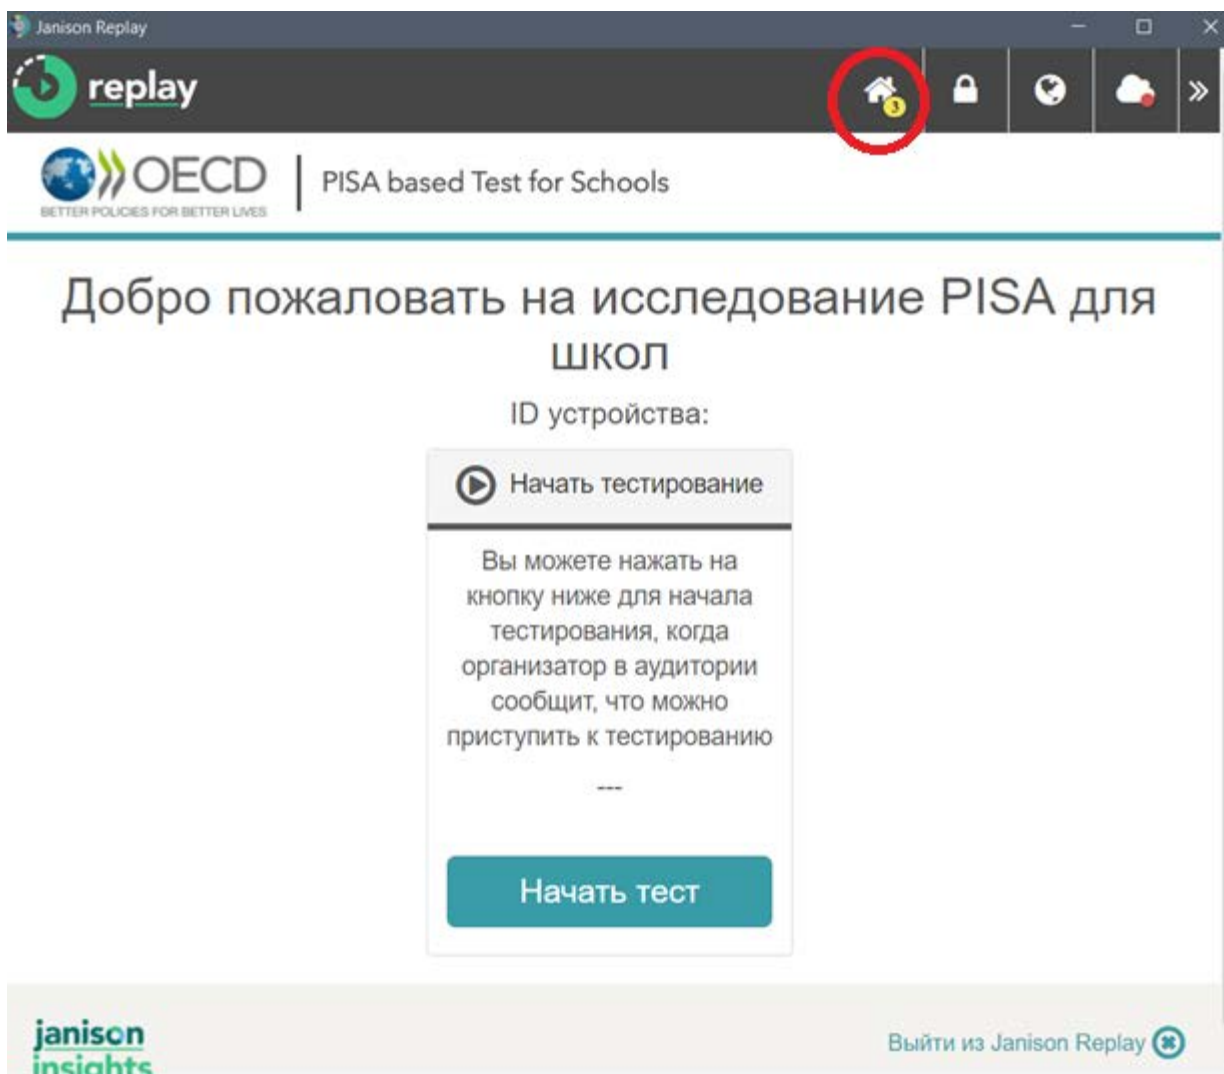 Janison Replay
replay
3
OECD
BETTER POLICIES FOR BETTER LIVES
PISA based Test for Schools
Добро пожаловать на исследование PISA для
школ
ID устройства:
Начать тестирование
Вы можете нажать на
кнопку ниже для начала
тестирования, когда
организатор в аудитории
сообщит, что можно
приступить к тестированию
---
Начать тест
janison
insights
Выйти из Janison Replay